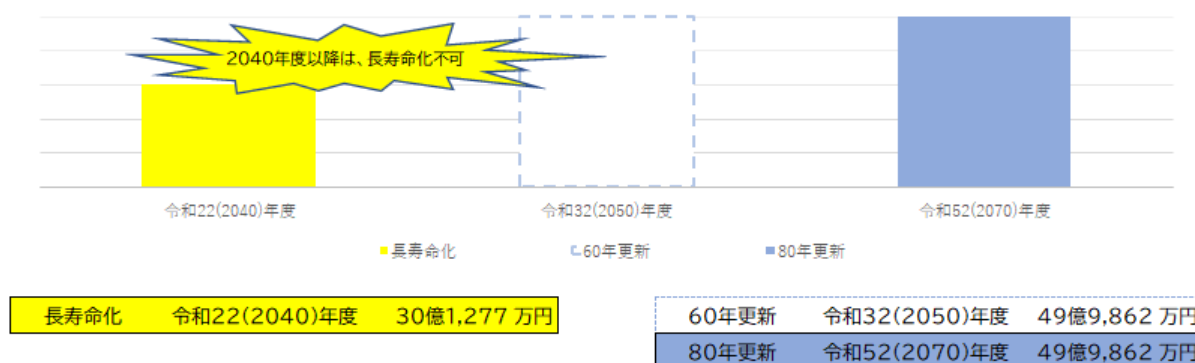 2040年度以降は、長寿命化不可
令和22(2040)年度 令和32(2050)年度 令和52(2070)年度
長寿命化 60年更新 80年更新
長寿命化 令和22(2040)年度 30億1,277 万円
60年更新 令和32(2050)年度 49億9,862 万円
80年更新 令和52(2070)年度 49億9,862 万円